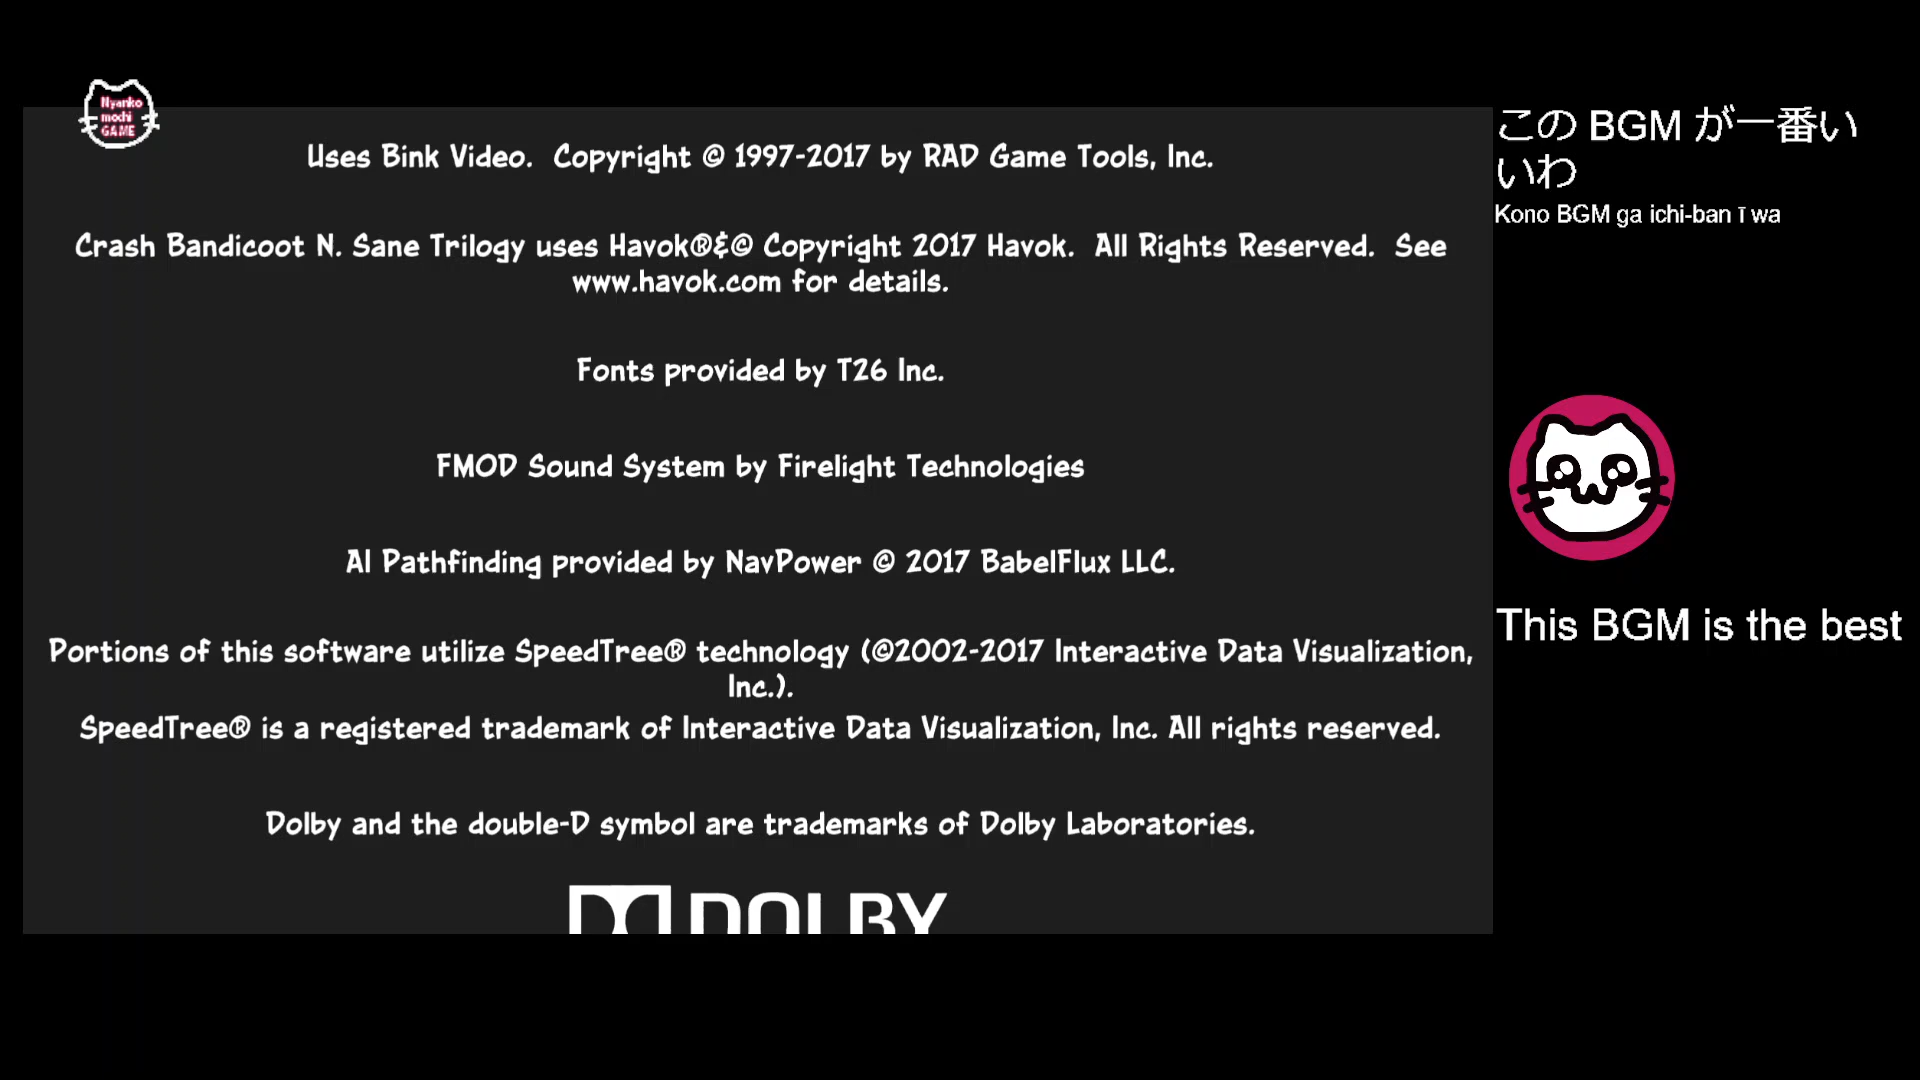 Nyanko
mochi
GAME
Uses Bink Video.  Copyright © 1997-2017 by RAD Game Tools, Inc.
Crash Bandicoot N. Sane Trilogy uses Havok®&© Copyright 2017 Havok.  All Rights Reserved.  See
www.havok.com for details.
Fonts provided by T26 Inc.
FMOD Sound System by Firelight Technologies
AI Pathfinding provided by NavPower © 2017 BabelFlux LLC.
Portions of this software utilize SpeedTree® technology (©2002-2017 Interactive Data Visualization,
Inc.).
SpeedTree® is a registered trademark of Interactive Data Visualization, Inc. All rights reserved.
Dolby and the double-D symbol are trademarks of Dolby Laboratories.
DOLBY
この BGM が一番い
いわ
Kono BGM ga ichi-ban ī wa
This BGM is the best